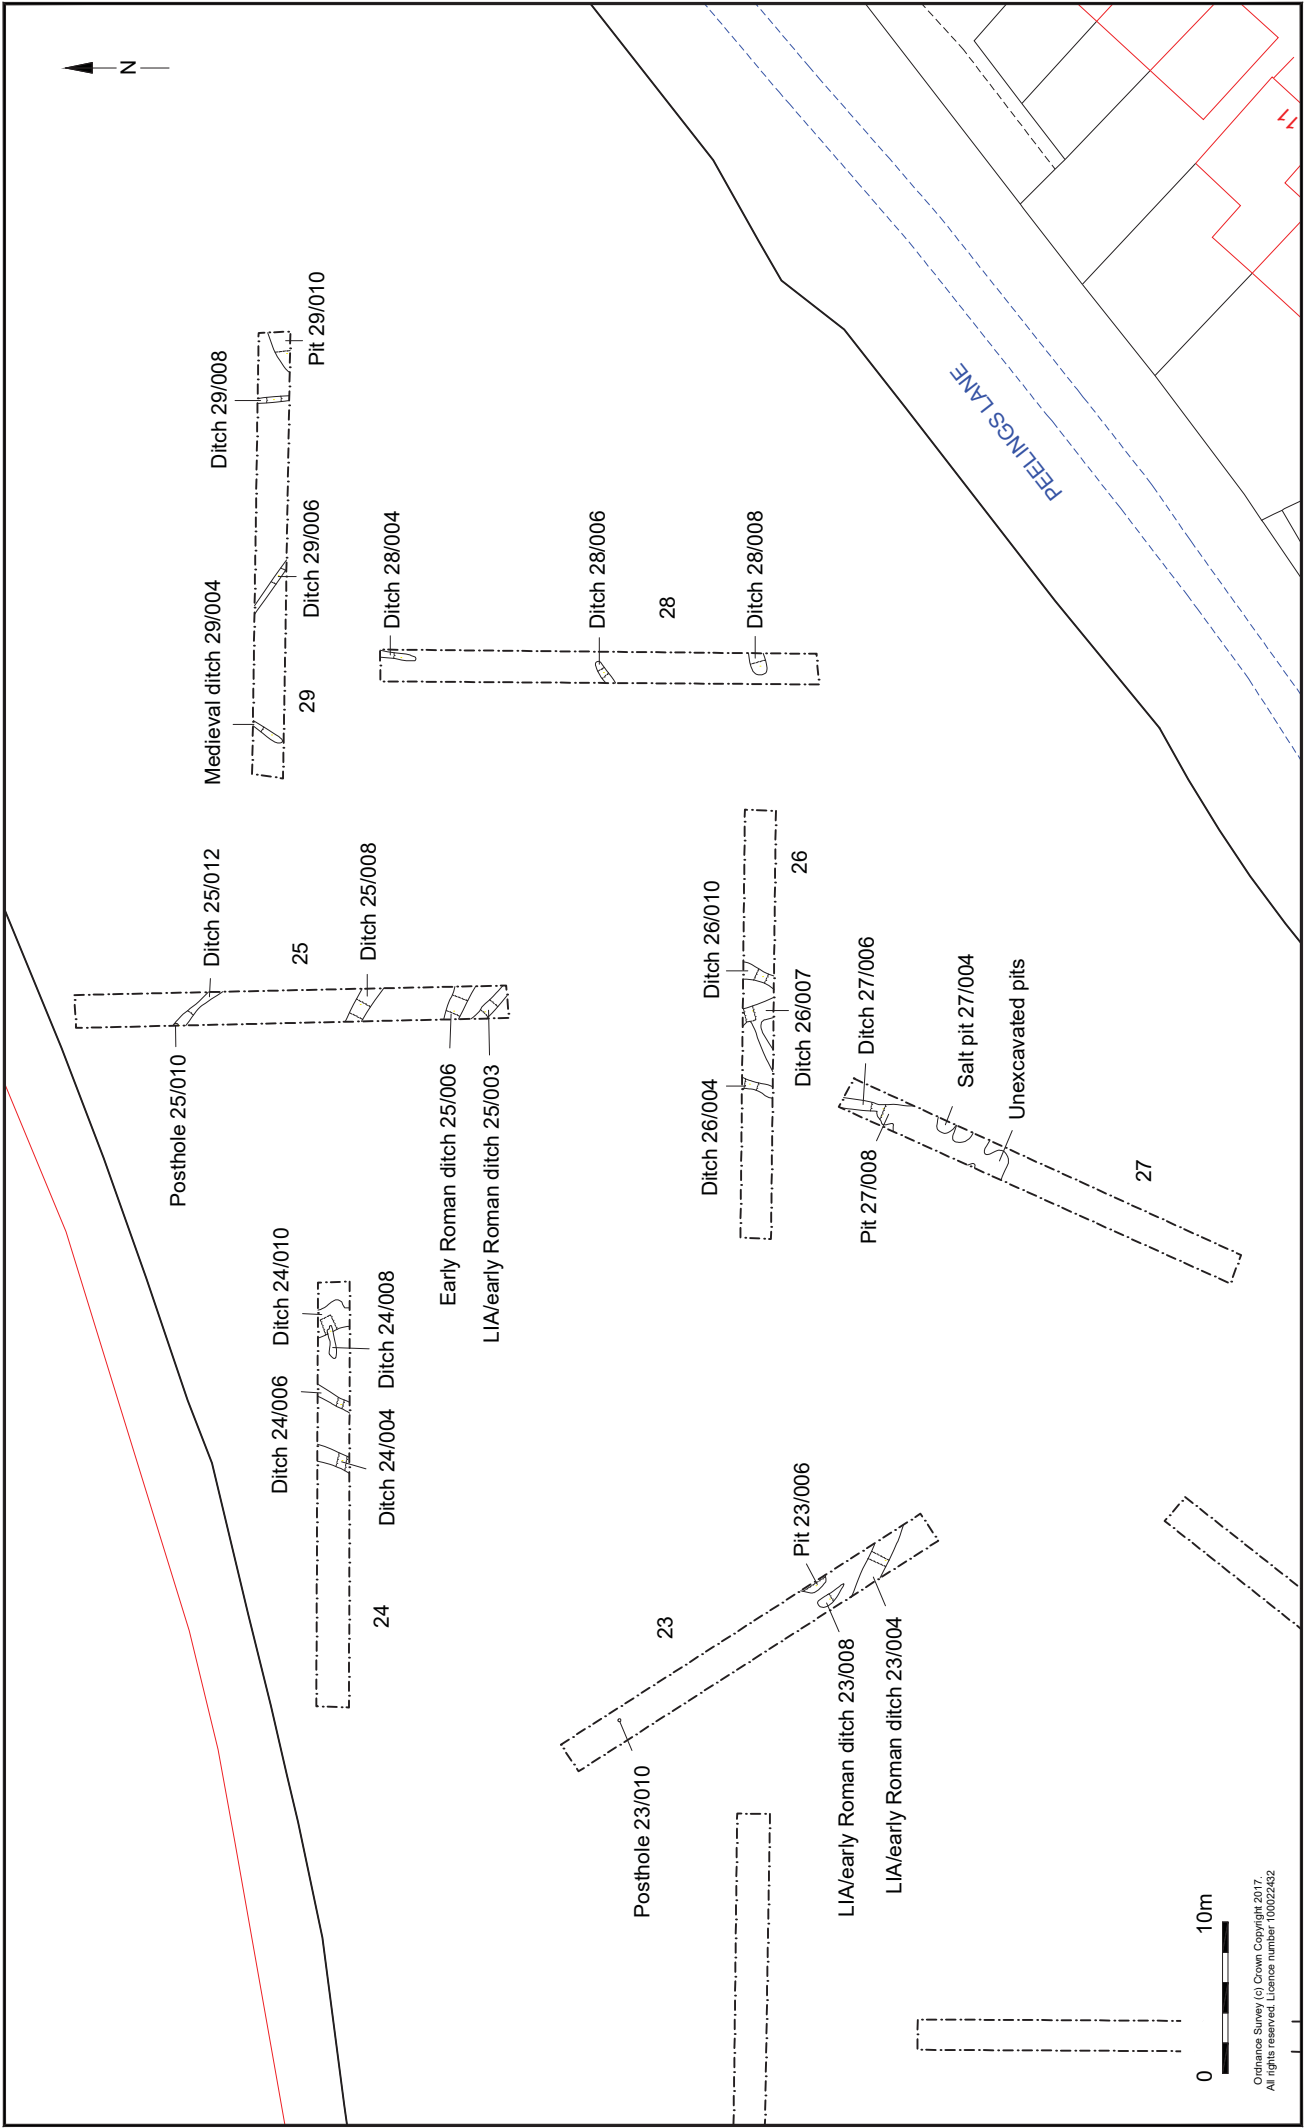 N
Pit 29/010
Ditch 29/008
Ditch 29/006
Medieval ditch 29/004
29
Ditch 28/004
Ditch 28/006
28
Ditch 28/008
PEELINGS LANE
11
Ditch 25/012
25
Ditch 25/008
Posthole 25/010
Early Roman ditch 25/006
LIA/early Roman ditch 25/003
Ditch 26/010
26
Ditch 26/007
Ditch 26/004
Ditch 27/006
Salt pit 27/004
Unexcavated pits
Pit 27/008
27
Ditch 24/010
Ditch 24/008
Ditch 24/006
Ditch 24/004
24
Pit 23/006
23
Posthole 23/010
LIA/early Roman ditch 23/008
LIA/early Roman ditch 23/004
0
10m
Ordnance Survey (c) Crown Copyright 2017.
All rights reserved. Licence number 100022432